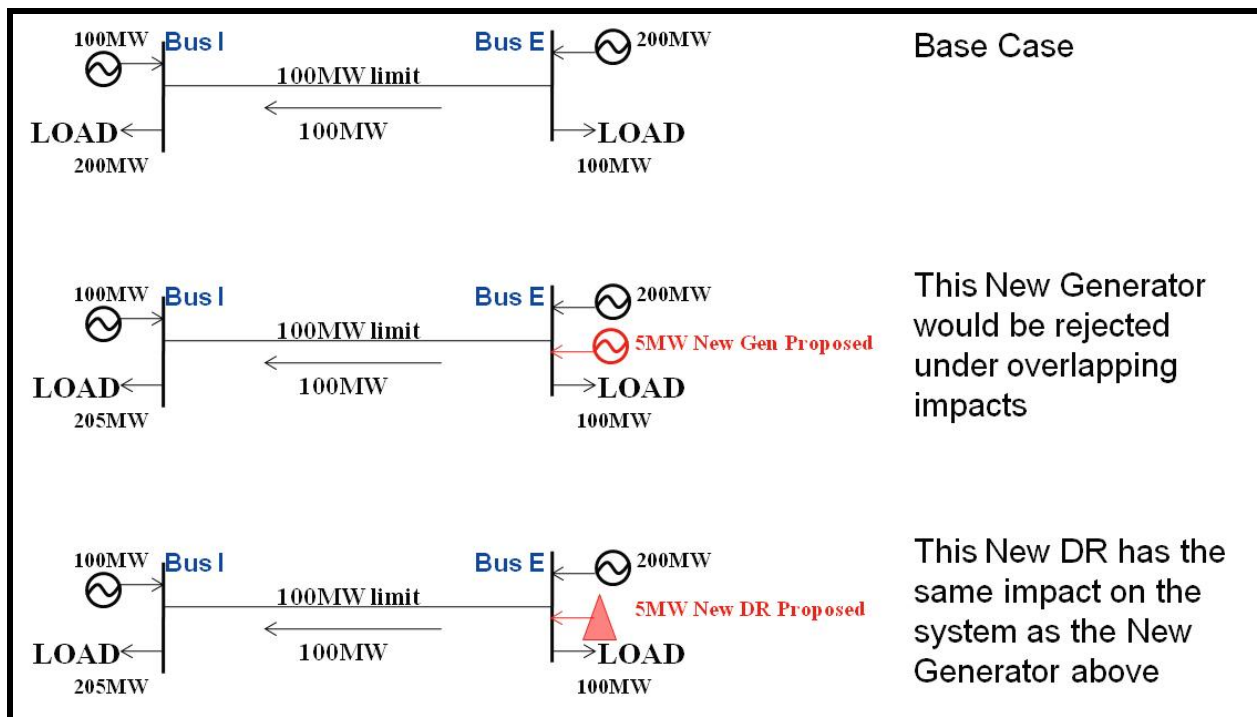 100MW
Bus I
Bus E
200MW
Base Case
100MW limit
100MW
LOAD
LOAD
200MW
100MW
100MW
Bus I
Bus E
200MW
This New Generator
would be rejected
under overlapping
impacts
100MW limit
5MW New Gen Proposed
100MW
LOAD
LOAD
205MW
100MW
100MW
Bus I
Bus E
200MW
This New DR has the
same impact on the
system as the New
Generator above
100MW limit
5MW New DR Proposed
100MW
LOAD
LOAD
205MW
100MW